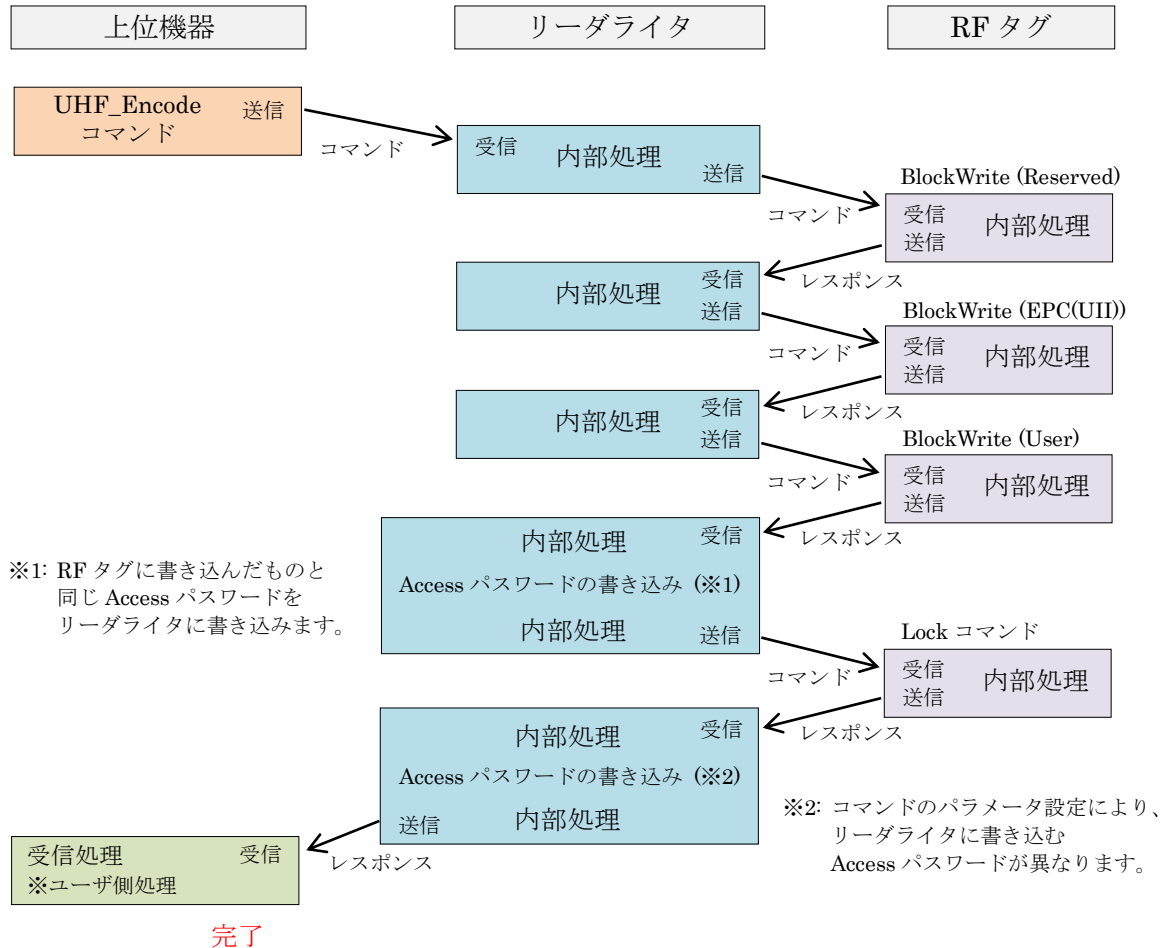 上位機器
リーダライタ
RF タグ
UHF_Encode 送信
コマンド
コマンド
受信 内部処理
送信
BlockWrite (Reserved)
コマンド
受信 内部処理
送信
レスポンス
内部処理 受信
送信
BlockWrite (EPC(UII))
コマンド
受信 内部処理
送信
レスポンス
内部処理 受信
送信
BlockWrite (User)
コマンド
受信 内部処理
送信
レスポンス
内部処理 受信
Access パスワードの書き込み (※1)
内部処理 送信
※1: RF タグに書き込んだものと
同じ Access パスワードを
リーダライタに書き込みます。
Lock コマンド
コマンド
受信 内部処理
送信
レスポンス
内部処理 受信
Access パスワードの書き込み (※2)
送信 内部処理
※2: コマンドのパラメータ設定により、
リーダライタに書き込む
Access パスワードが異なります。
レスポンス
受信処理 受信
※ユーザ側処理
完了